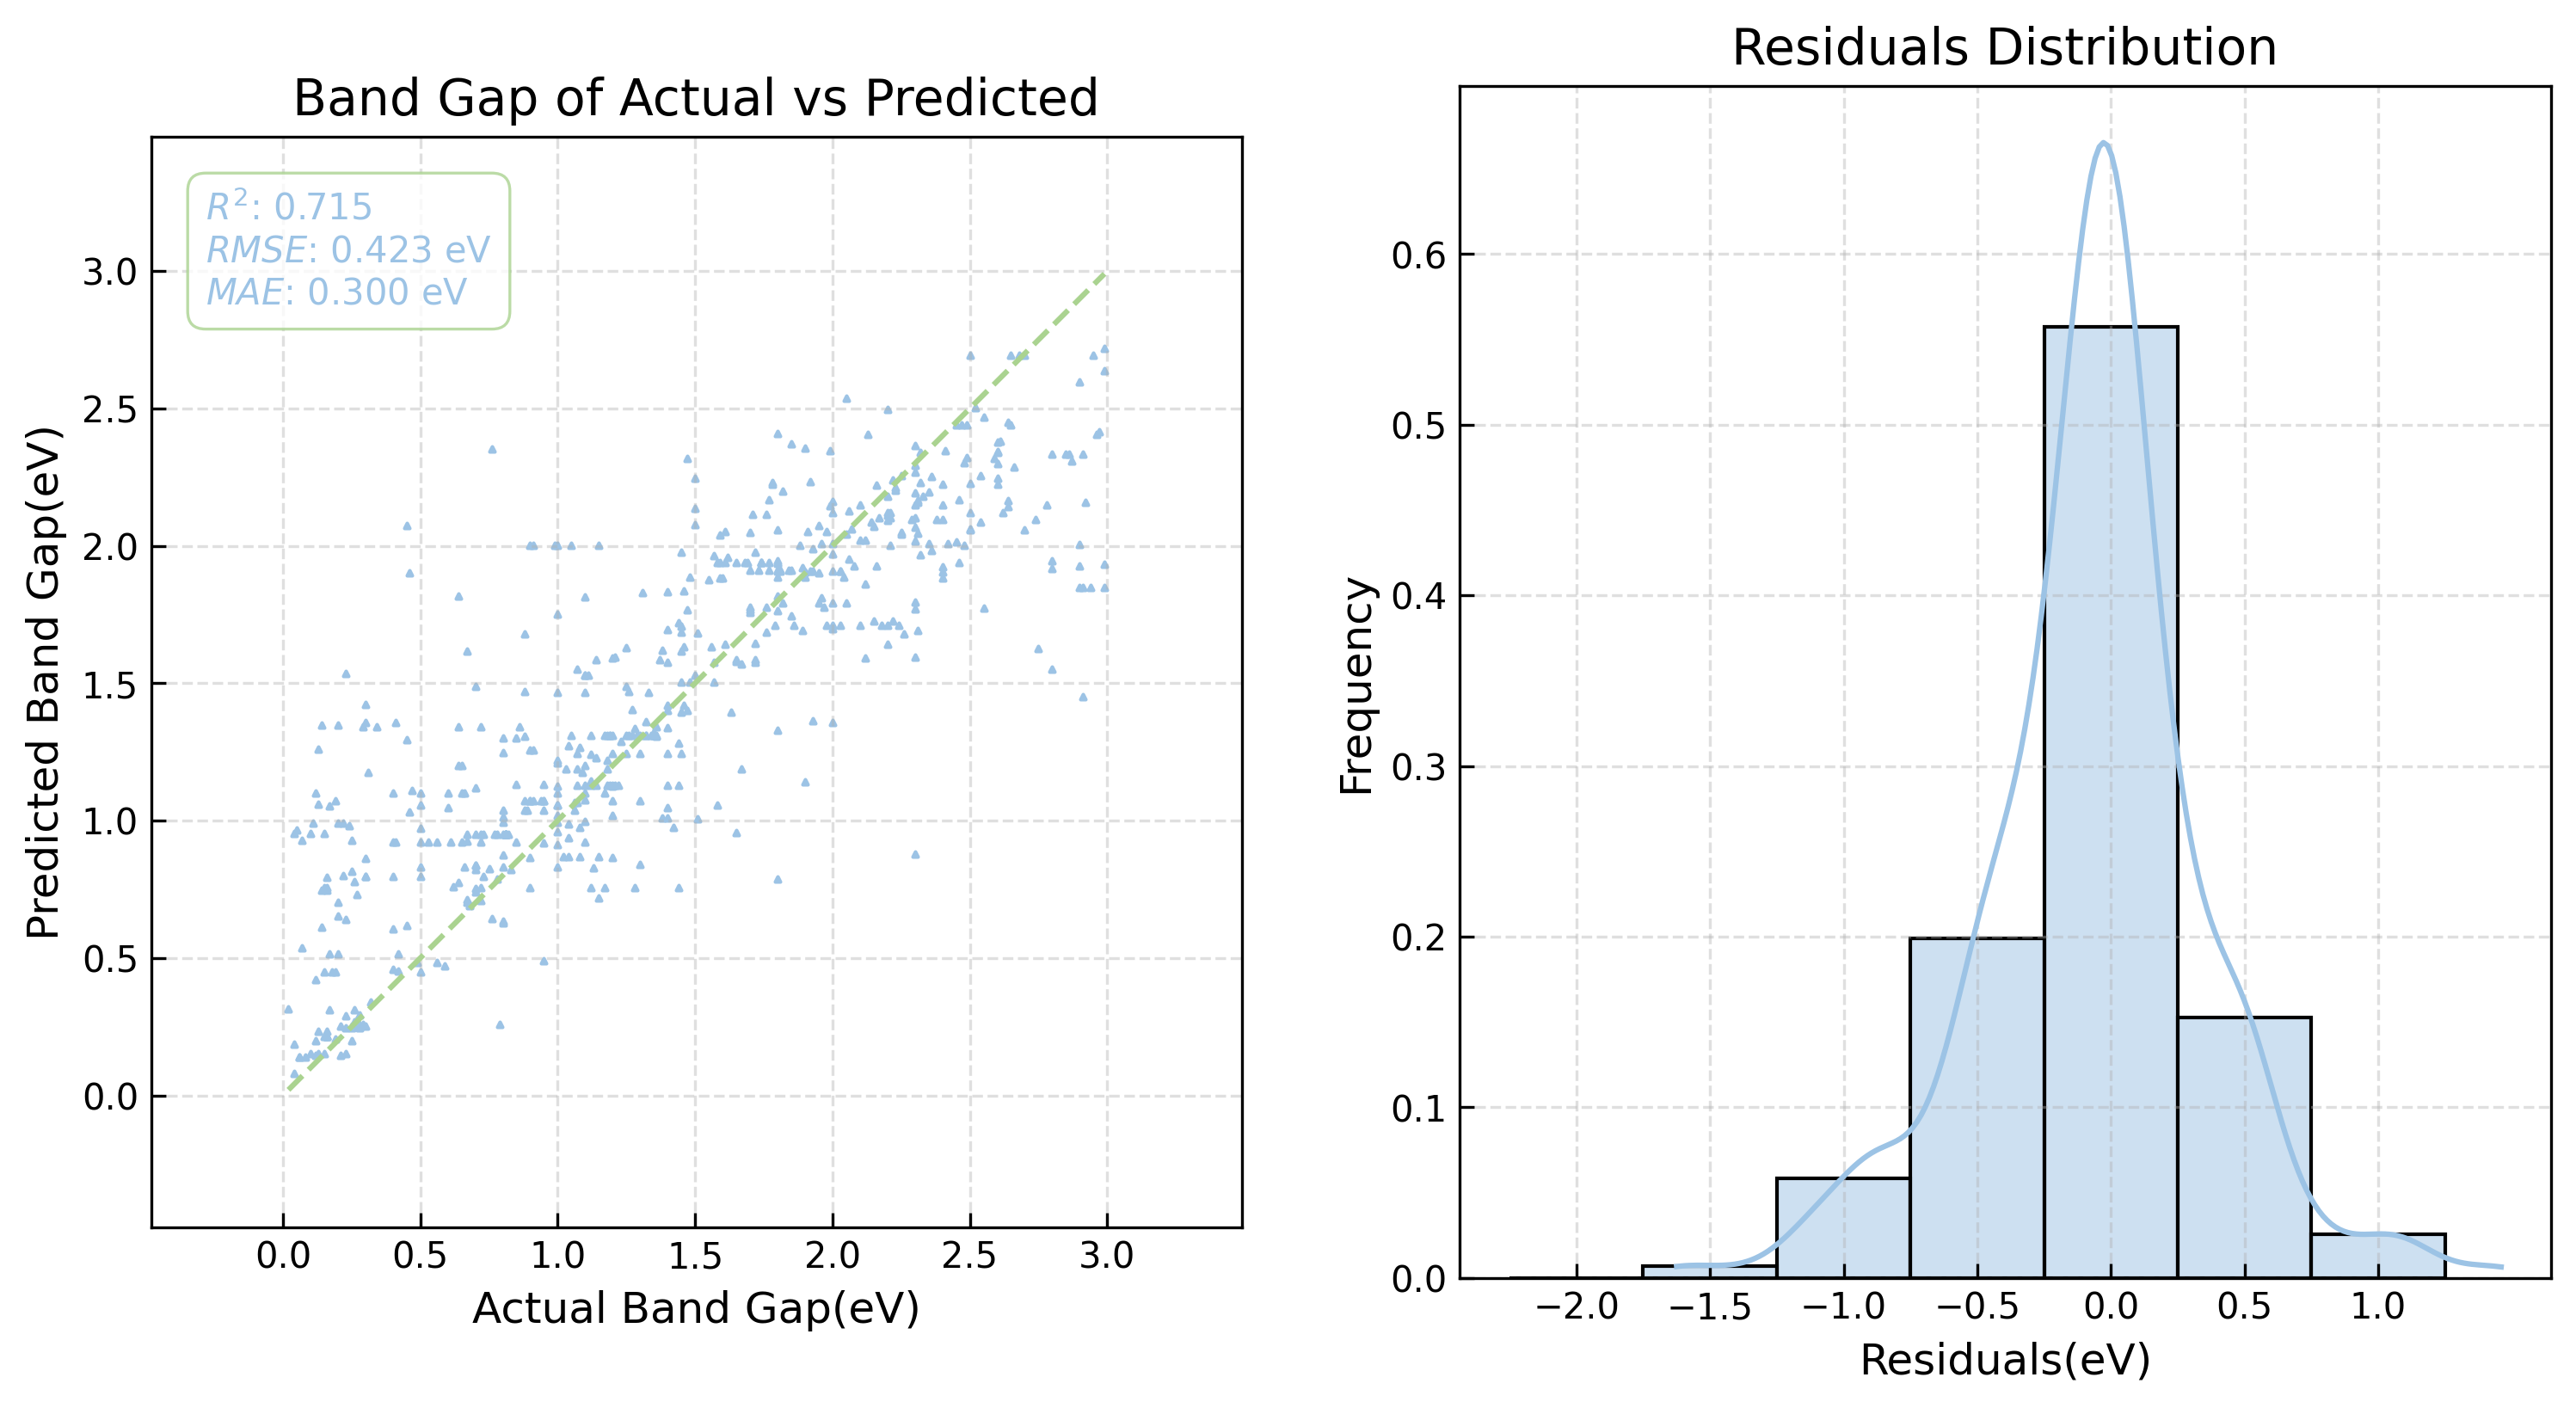 Band Gap of Actual vs Predicted
R²: 0.715
RMSE: 0.423 eV
MAE: 0.300 eV
3.0
2.5
2.0
1.5
1.0
0.5
0.0
Predicted Band Gap(eV)
0.0 0.5 1.0 1.5 2.0 2.5 3.0
Actual Band Gap(eV)
Residuals Distribution
0.6
0.5
0.4
0.3
0.2
0.1
0.0
Frequency
−2.0 −1.5 −1.0 −0.5 0.0 0.5 1.0
Residuals(eV)